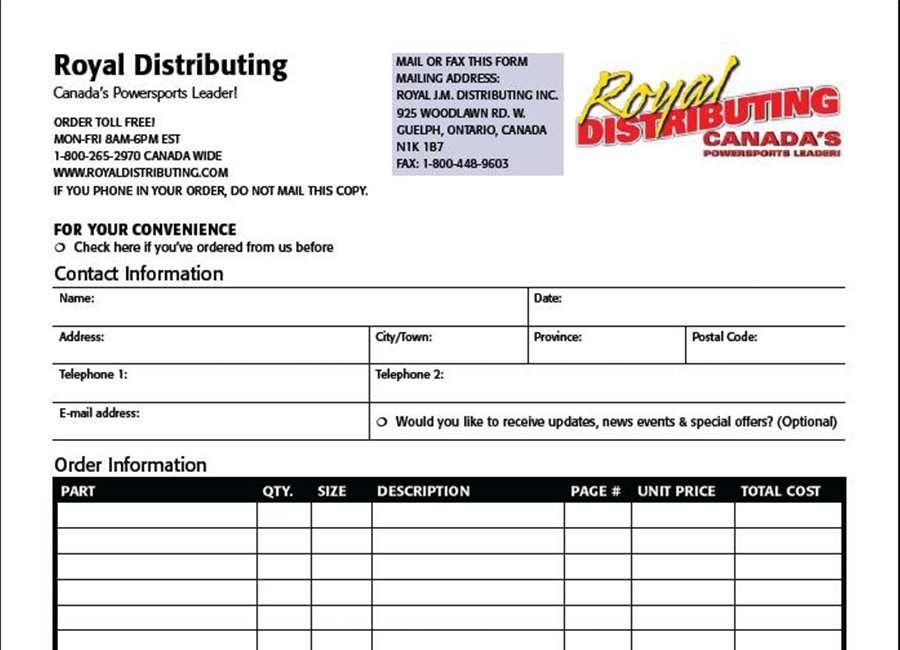 Royal Distributing
Canada's Powersports Leader!
ORDER TOLL FREE!
MON-FRI 8AM-6PM EST
1-800-265-2970 CANADA WIDE
WWW.ROYALDISTRIBUTING.COM
IF YOU PHONE IN YOUR ORDER, DO NOT MAIL THIS COPY.
MAIL OR FAX THIS FORM
MAILING ADDRESS:
ROYAL J.M. DISTRIBUTING INC.
925 WOODLAWN RD. W.
GUELPH, ONTARIO, CANADA
N1K 1B7
FAX: 1-800-448-9603
Royal
DISTRIBUTING
CANADA'S
POWERSPORTS LEADER!
FOR YOUR CONVENIENCE
Check here if you've ordered from us before
Contact Information
Name: Date:
Address: City/Town: Province: Postal Code:
Telephone 1: Telephone 2:
E-mail address: Would you like to receive updates, news events & special offers? (Optional)
Order Information
PART QTY. SIZE DESCRIPTION PAGE # UNIT PRICE TOTAL COST